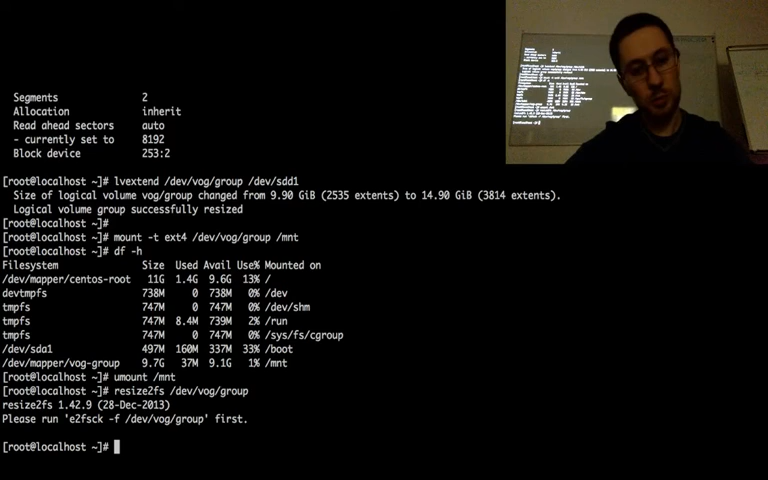 Segments 2
Allocation inherit
Read ahead sectors auto
- currently set to 8192
Block device 253:2
[root@localhost ~]# lvextend /dev/vog/group /dev/sdd1
Size of logical volume vog/group changed from 9.90 GiB (2535 extents) to 14.90 GiB (3814 extents).
Logical volume group successfully resized
[root@localhost ~]#
[root@localhost ~]# mount -t ext4 /dev/vog/group /mnt
[root@localhost ~]# df -h
Filesystem Size Used Avail Use% Mounted on
/dev/mapper/centos-root 11G 1.4G 9.6G 13% /
devtmpfs 738M 0 738M 0% /dev
tmpfs 747M 0 747M 0% /dev/shm
tmpfs 747M 8.4M 739M 2% /run
tmpfs 747M 0 747M 0% /sys/fs/cgroup
/dev/sda1 497M 160M 337M 33% /boot
/dev/mapper/vog-group 9.7G 37M 9.1G 1% /mnt
[root@localhost ~]# umount /mnt
[root@localhost ~]# resize2fs /dev/vog/group
resize2fs 1.42.9 (28-Dec-2013)
Please run 'e2fsck -f /dev/vog/group' first.
[root@localhost ~]#